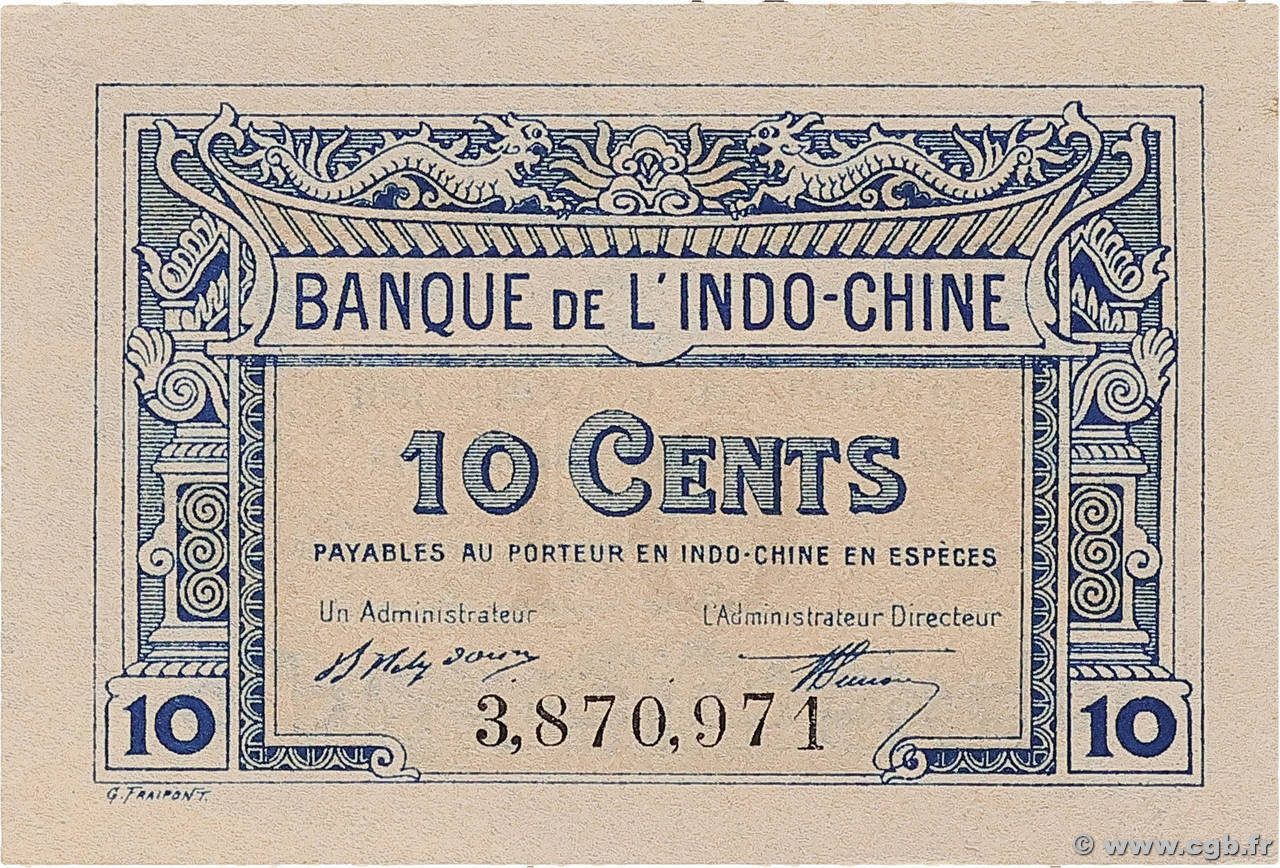 BANQUE DE L'INDO-CHINE
10 CENTS
PAYABLES AU PORTEUR EN INDO-CHINE EN ESPÈCES
Un Administrateur L'Administrateur Directeur
3,870,971
10 10
G. FRAIPONT.
© www.cgb.fr